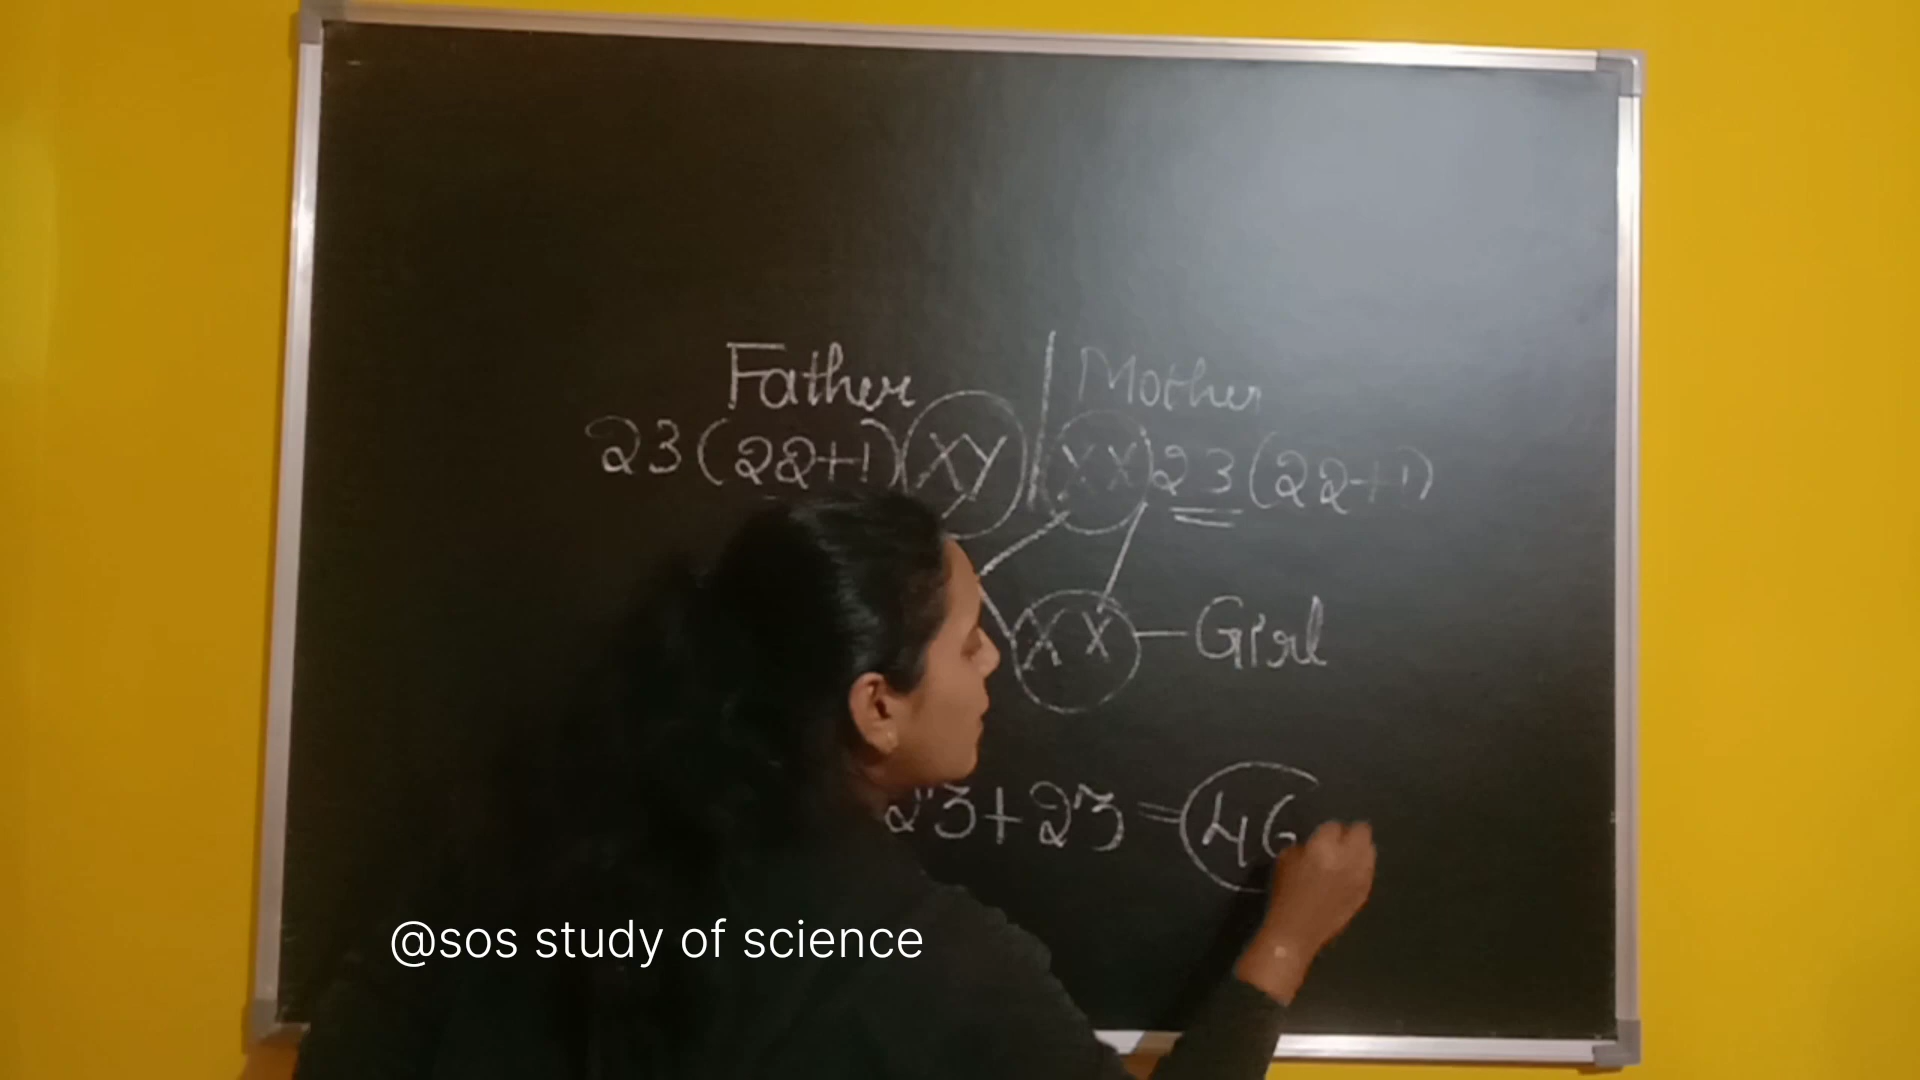 Father | Mother
23 (22+1) XY | XX 23 (22+1)
XX — Girl
23+23=46
@sos study of science